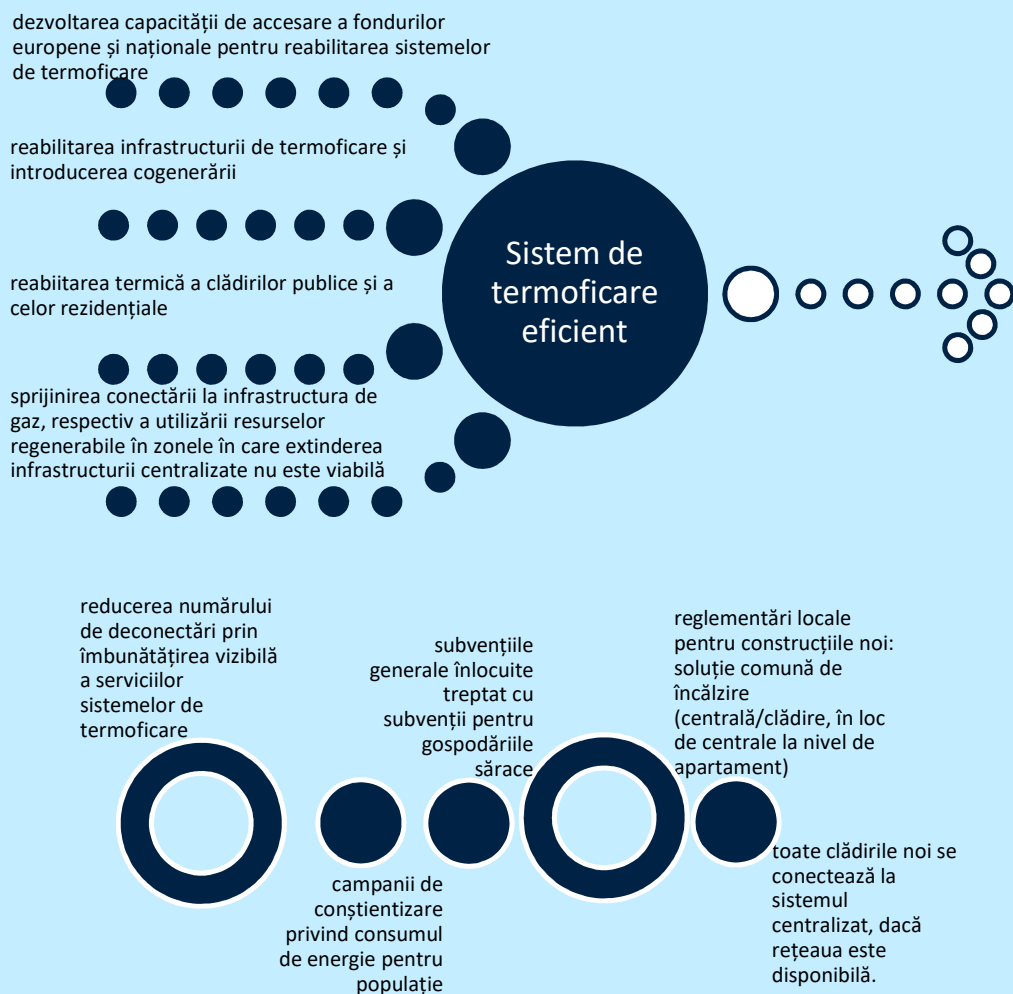 dezvoltarea capacității de accesare a fondurilor
europene și naționale pentru reabilitarea sistemelor
de termoficare
reabilitarea infrastructurii de termoficare și
introducerea cogenerării
reabiitarea termică a clădirilor publice și a
celor rezidențiale
sprijinirea conectării la infrastructura de
gaz, respectiv a utilizării resurselor
regenerabile în zonele în care extinderea
infrastructurii centralizate nu este viabilă
Sistem de
termoficare
eficient
reducerea numărului
de deconectări prin
îmbunătățirea vizibilă
a serviciilor
sistemelor de
termoficare
campanii de
conștientizare
privind consumul
de energie pentru
populație
subvențiile
generale înlocuite
treptat cu
subvenții pentru
gospodăriile
sărace
reglementări locale
pentru construcțiile noi:
soluție comună de
încălzire
(centrală/clădire, în loc
de centrale la nivel de
apartament)
toate clădirile noi se
conectează la
sistemul
centralizat, dacă
rețeaua este
disponibilă.